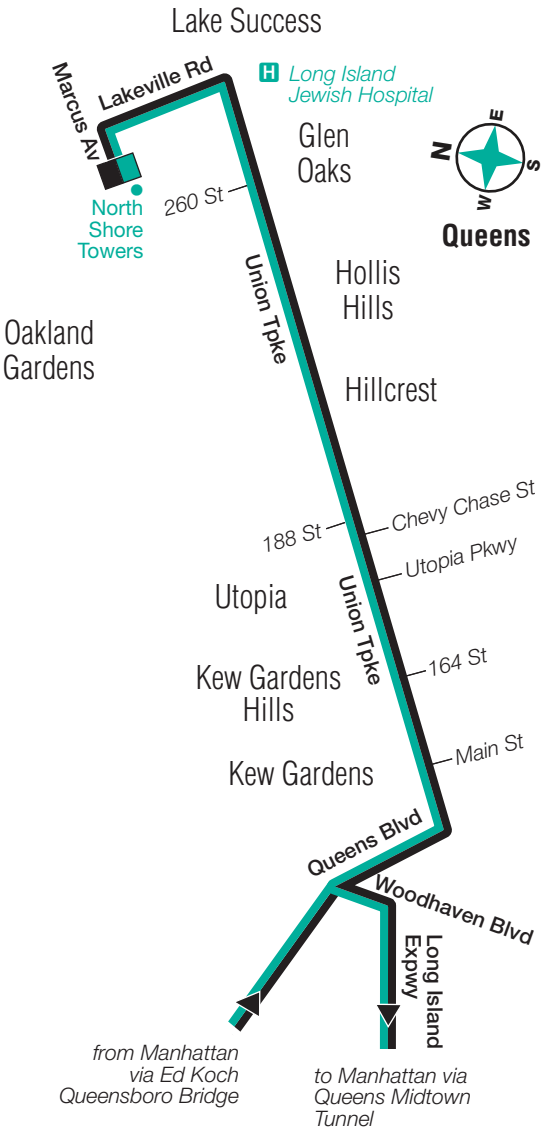 Lake Success
Marcus Av
Lakeville Rd
H Long Island
Jewish Hospital
Glen
Oaks
N
E
S
W
Queens
North
Shore
Towers
260 St
Union Tpke
Hollis
Hills
Oakland
Gardens
Hillcrest
188 St
Chevy Chase St
Utopia Pkwy
Utopia
Union Tpke
164 St
Kew Gardens
Hills
Main St
Kew Gardens
Queens Blvd
Woodhaven Blvd
Long Island
Expwy
from Manhattan
via Ed Koch
Queensboro Bridge
to Manhattan via
Queens Midtown
Tunnel